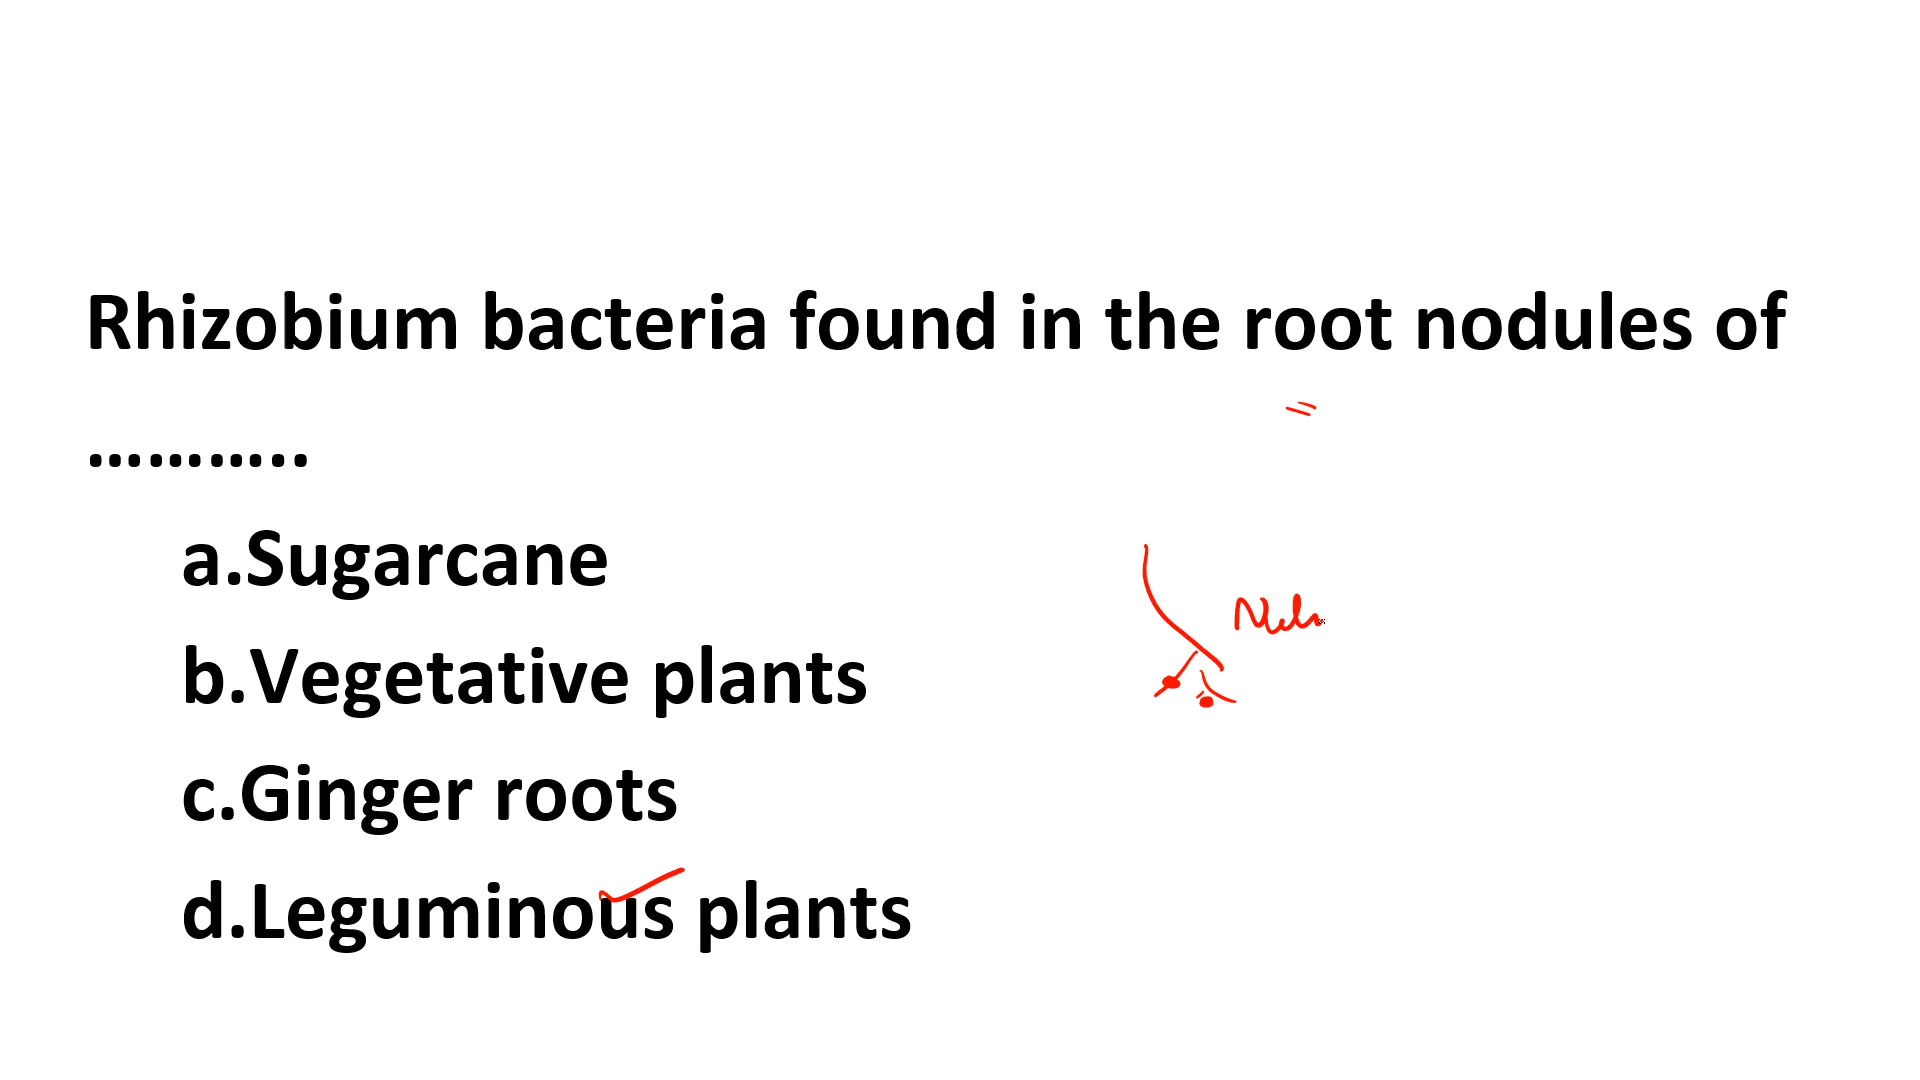 Rhizobium bacteria found in the root nodules of
………..
a.Sugarcane
b.Vegetative plants
c.Ginger roots
d.Leguminous plants